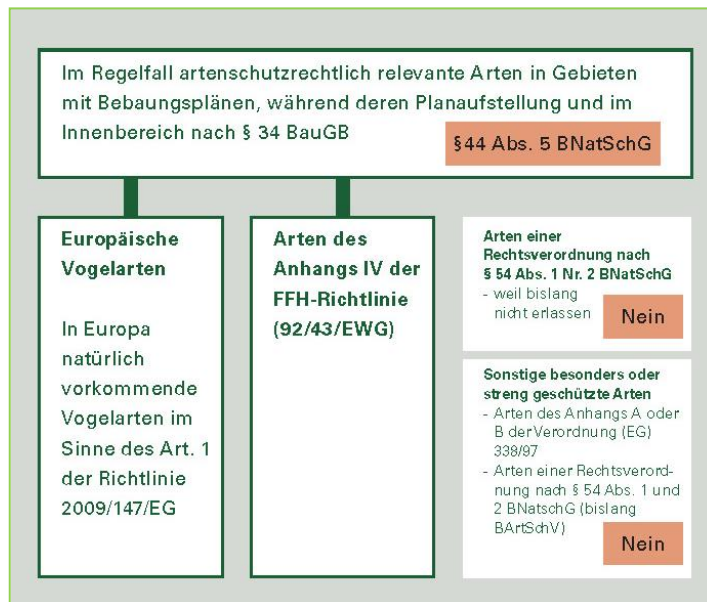 Im Regelfall artenschutzrechtlich relevante Arten in Gebieten
mit Bebaungsplänen, während deren Planaufstellung und im
Innenbereich nach § 34 BauGB
§44 Abs. 5 BNatSchG
Europäische
Vogelarten
In Europa
natürlich
vorkommende
Vogelarten im
Sinne des Art. 1
der Richtlinie
2009/147/EG
Arten des
Anhangs IV der
FFH-Richtlinie
(92/43/EWG)
Arten einer
Rechtsverordnung nach
§ 54 Abs. 1 Nr. 2 BNatSchG
- weil bislang
nicht erlassen
Nein
Sonstige besonders oder
streng geschützte Arten
- Arten des Anhangs A oder
B der Verordnung (EG)
338/97
- Arten einer Rechtsverord-
nung nach § 54 Abs. 1 und
2 BNatschG (bislang
BArtSchV)
Nein